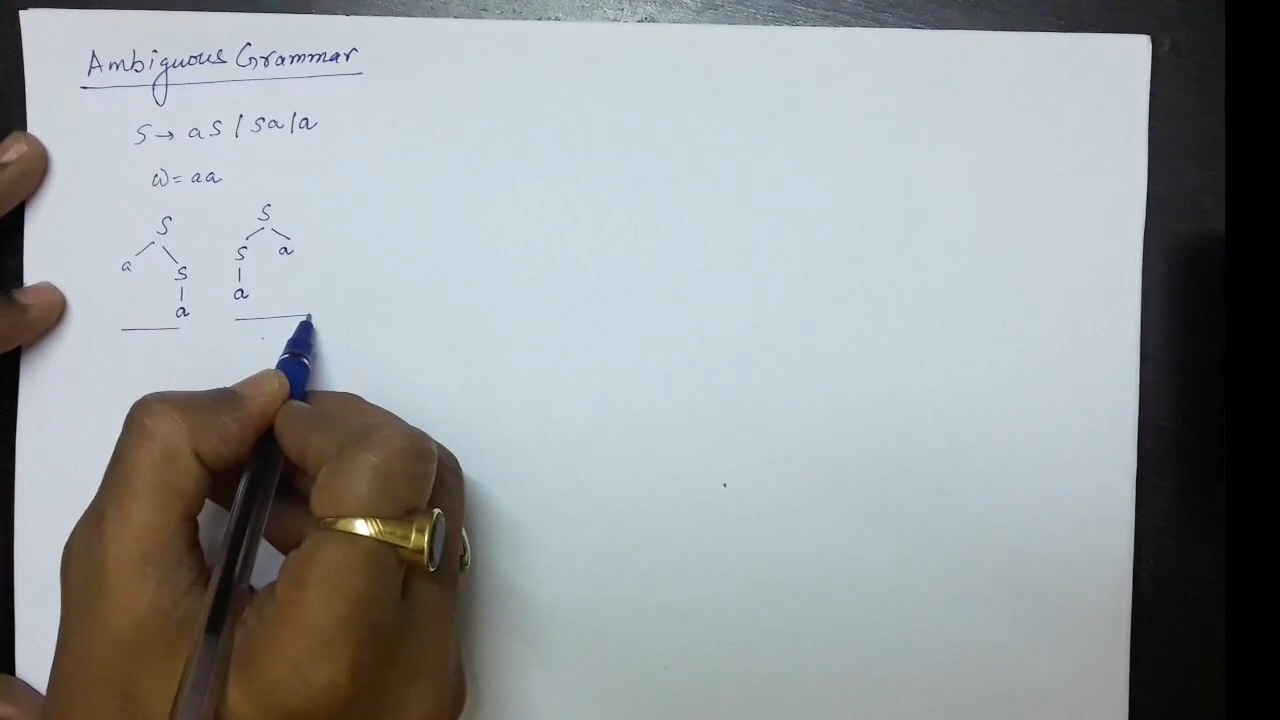 Ambiguous Grammar
S → aS / Sa / a
W = aa
S S
a S S a
a a